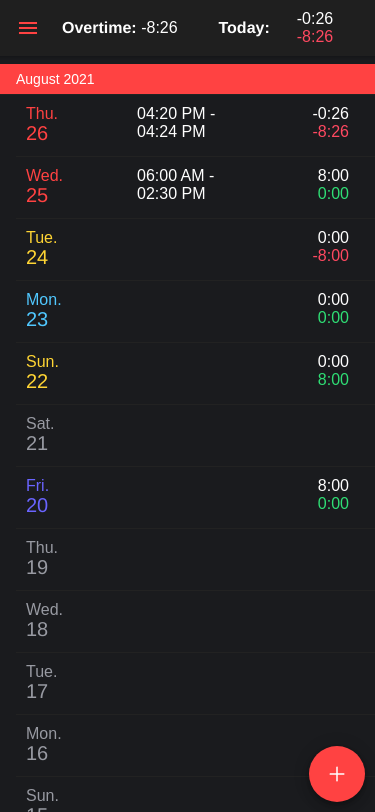 Overtime: -8:26 Today: -0:26
-8:26
August 2021
Thu. 04:20 PM - -0:26
26 04:24 PM -8:26
Wed. 06:00 AM - 8:00
25 02:30 PM 0:00
Tue. 0:00
24 -8:00
Mon. 0:00
23 0:00
Sun. 0:00
22 8:00
Sat.
21
Fri. 8:00
20 0:00
Thu.
19
Wed.
18
Tue.
17
Mon.
16
Sun.
15